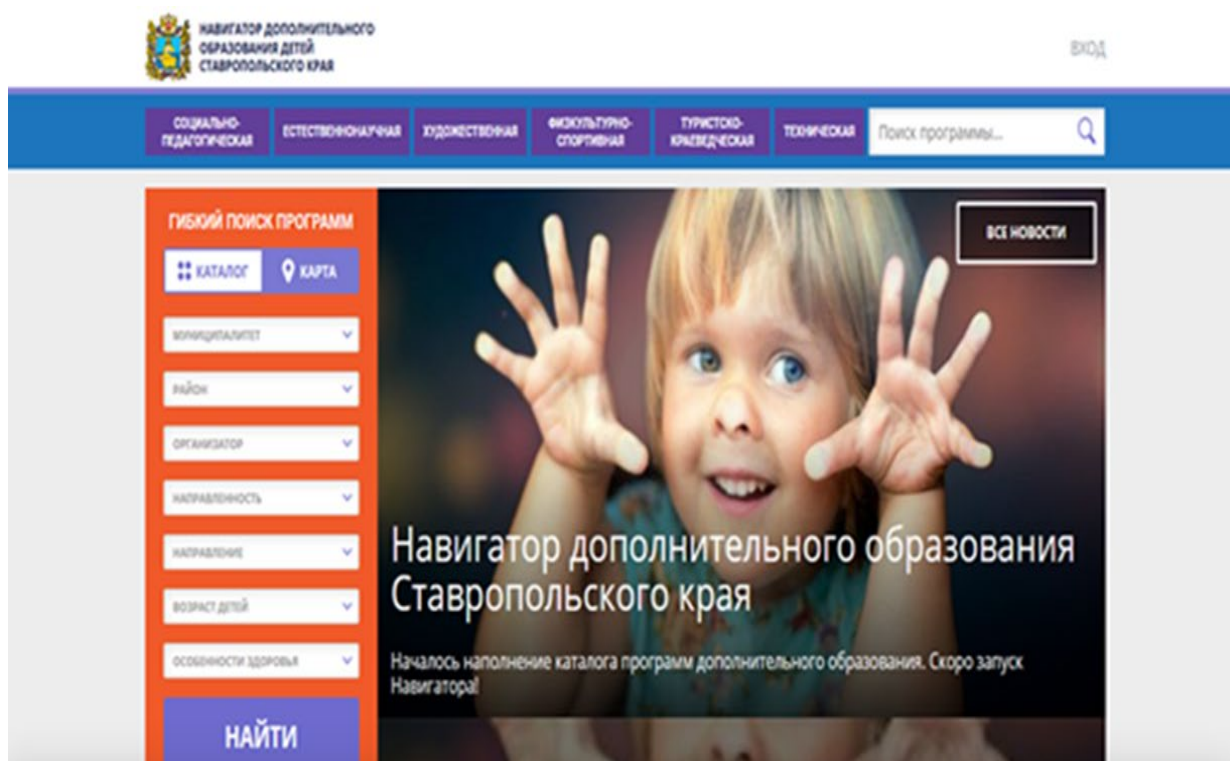 НАВИГАТОР ДОПОЛНИТЕЛЬНОГО
ОБРАЗОВАНИЯ ДЕТЕЙ
СТАВРОПОЛЬСКОГО КРАЯ
ВХОД
СОЦИАЛЬНО-
ПЕДАГОГИЧЕСКАЯ
ЕСТЕСТВЕННОНАУЧНАЯ
ХУДОЖЕСТВЕННАЯ
ФИЗКУЛЬТУРНО-
СПОРТИВНАЯ
ТУРИСТСКО-
КРАЕВЕДЧЕСКАЯ
ТЕХНИЧЕСКАЯ
Поиск программы...
ГИБКИЙ ПОИСК ПРОГРАММ
КАТАЛОГ
КАРТА
МУНИЦИПАЛИТЕТ
РАЙОН
ОРГАНИЗАТОР
НАПРАВЛЕННОСТЬ
НАПРАВЛЕНИЕ
ВОЗРАСТ ДЕТЕЙ
ОСОБЕННОСТИ ЗДОРОВЬЯ
НАЙТИ
ВСЕ НОВОСТИ
Навигатор дополнительного образования
Ставропольского края
Началось наполнение каталога программ дополнительного образования. Скоро запуск
Навигатора!